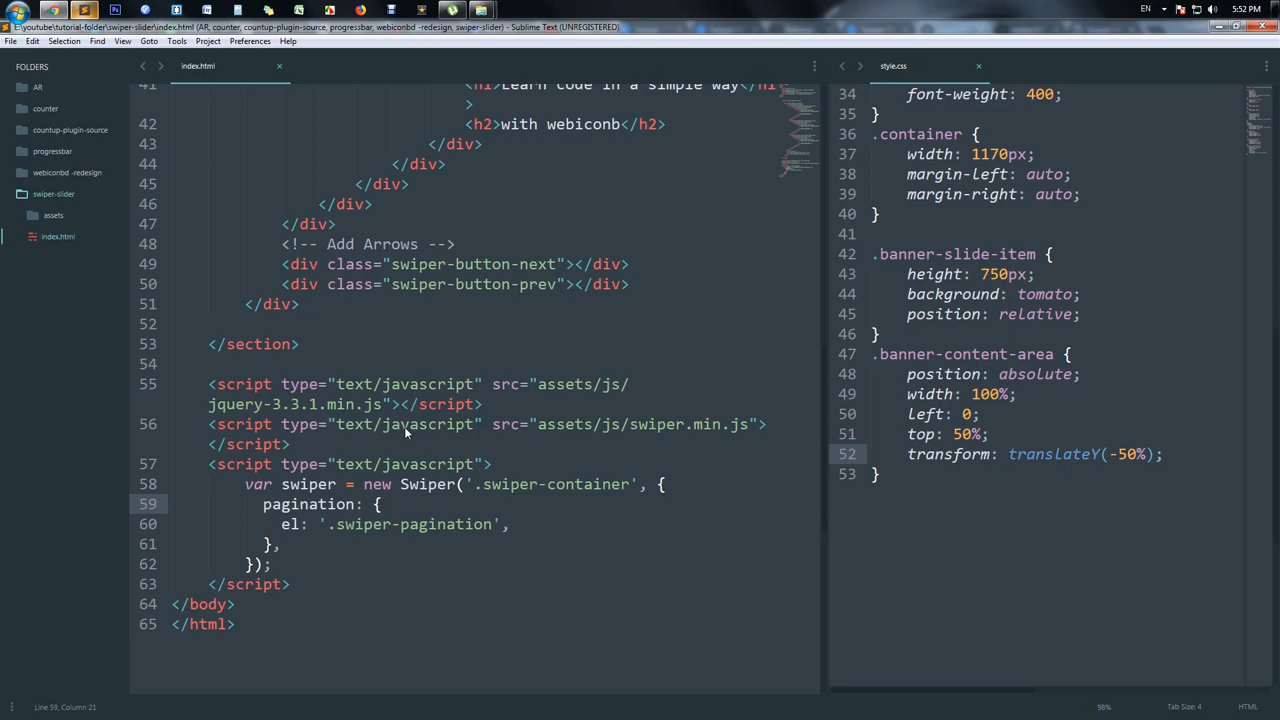 EN
5:52 PM
E:\youtube\tutorial-folder\swiper-slider\index.html (AR, counter, countup-plugin-source, progressbar, webiconbd -redesign, swiper-slider) - Sublime Text (UNREGISTERED)
File Edit Selection Find View Goto Tools Project Preferences Help
FOLDERS
AR
counter
countup-plugin-source
progressbar
webiconbd -redesign
swiper-slider
assets
index.html
index.html ×
41 <h1>Learn code in a simple way</h1
>
42 <h2>with webiconb</h2>
43 </div>
44 </div>
45 </div>
46 </div>
47 </div>
48 <!-- Add Arrows -->
49 <div class="swiper-button-next"></div>
50 <div class="swiper-button-prev"></div>
51 </div>
52
53 </section>
54
55 <script type="text/javascript" src="assets/js/
jquery-3.3.1.min.js"></script>
56 <script type="text/javascript" src="assets/js/swiper.min.js">
</script>
57 <script type="text/javascript">
58 var swiper = new Swiper('.swiper-container', {
59 pagination: {
60 el: '.swiper-pagination',
61 },
62 });
63 </script>
64 </body>
65 </html>
style.css ×
34 font-weight: 400;
35 }
36 .container {
37 width: 1170px;
38 margin-left: auto;
39 margin-right: auto;
40 }
41
42 .banner-slide-item {
43 height: 750px;
44 background: tomato;
45 position: relative;
46 }
47 .banner-content-area {
48 position: absolute;
49 width: 100%;
50 left: 0;
51 top: 50%;
52 transform: translateY(-50%);
53 }
Line 59, Column 21
98%
Tab Size: 4
HTML